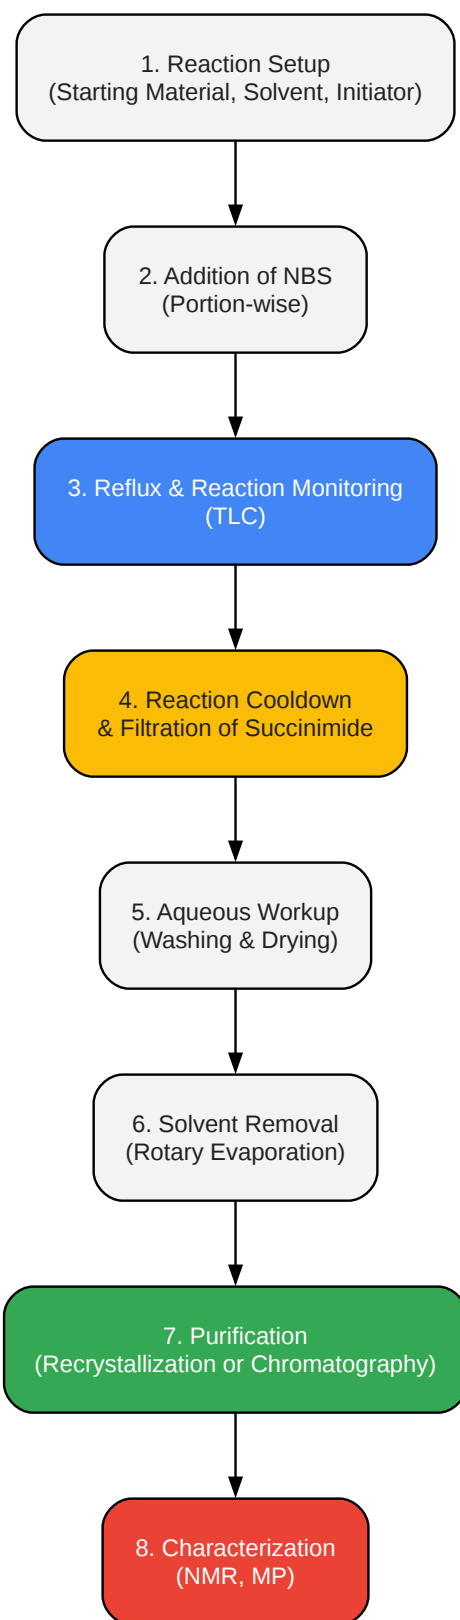 1. Reaction Setup
(Starting Material, Solvent, Initiator)
2. Addition of NBS
(Portion-wise)
3. Reflux & Reaction Monitoring
(TLC)
4. Reaction Cooldown
& Filtration of Succinimide
5. Aqueous Workup
(Washing & Drying)
6. Solvent Removal
(Rotary Evaporation)
7. Purification
(Recrystallization or Chromatography)
8. Characterization
(NMR, MP)